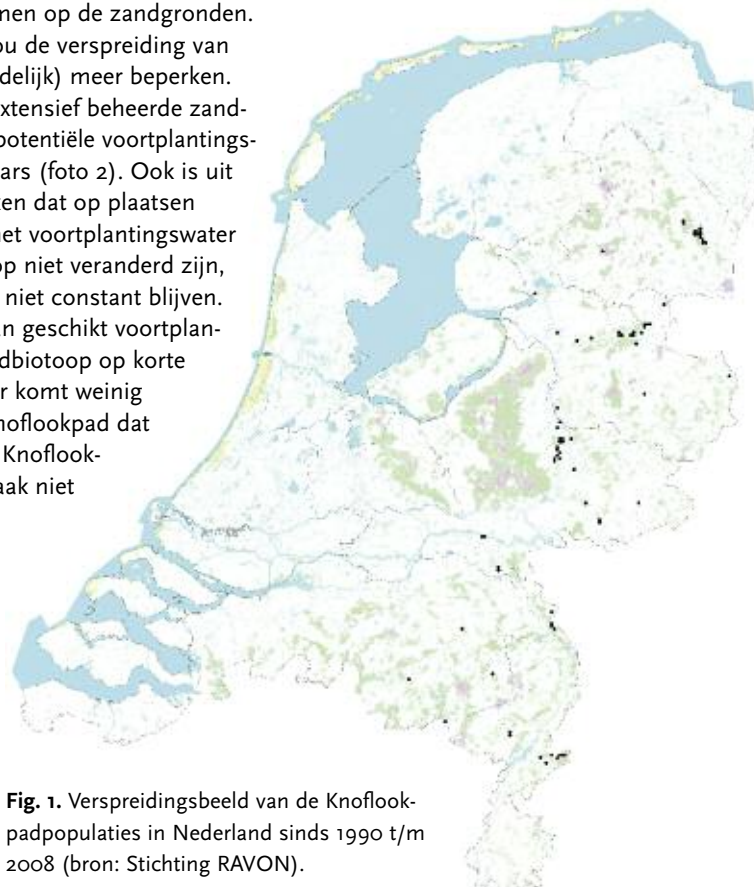 men op de zandgronden.
ou de verspreiding van
delijk) meer beperken.
xtensief beheerde zand-
potentiële voortplantings-
ars (foto 2). Ook is uit
ken dat op plaatsen
het voortplantingswater
op niet veranderd zijn,
niet constant blijven.
an geschikt voortplan-
dbiotoop op korte
r komt weinig
noflookpad dat
Knoflook-
aak niet
Fig. 1. Verspreidingsbeeld van de Knoflook-
padpopulaties in Nederland sinds 1990 t/m
2008 (bron: Stichting RAVON).